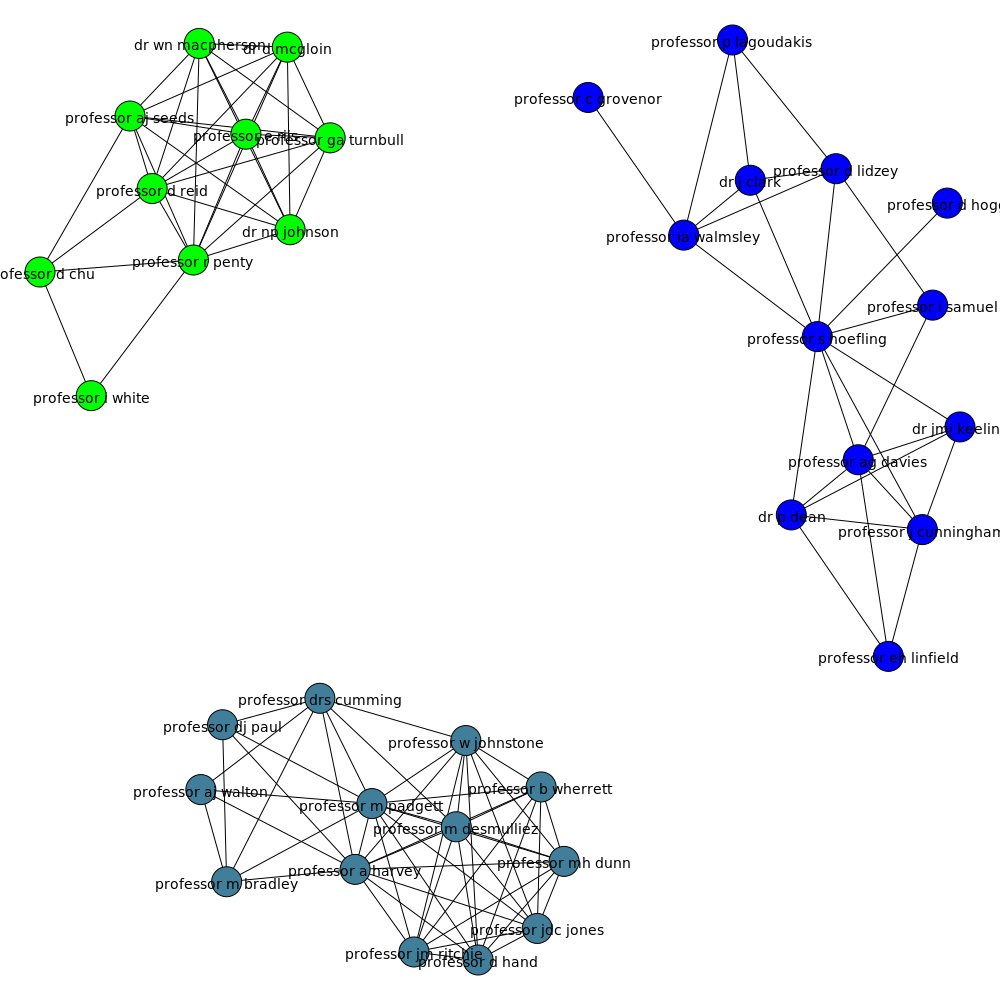 dr wn macpherson
dr d mcgloin
professor aj seeds
professor e
professor ga turnbull
professor d reid
dr np johnson
professor r penty
ofessor d chu
professor i white
professor p lagoudakis
professor c grovenor
dr j clark
professor d lidzey
professor d hogg
professor ia walmsley
professor i samuel
professor s hoefling
dr jmj keelin
professor ag davies
dr p dean
professor j cunningham
professor eh linfield
professor drs cumming
professor dj paul
professor w johnstone
professor aj walton
professor b wherrett
professor m padgett
professor m desmulliez
professor a harvey
professor mh dunn
professor m bradley
professor jdc jones
professor jm ritchie
professor d hand